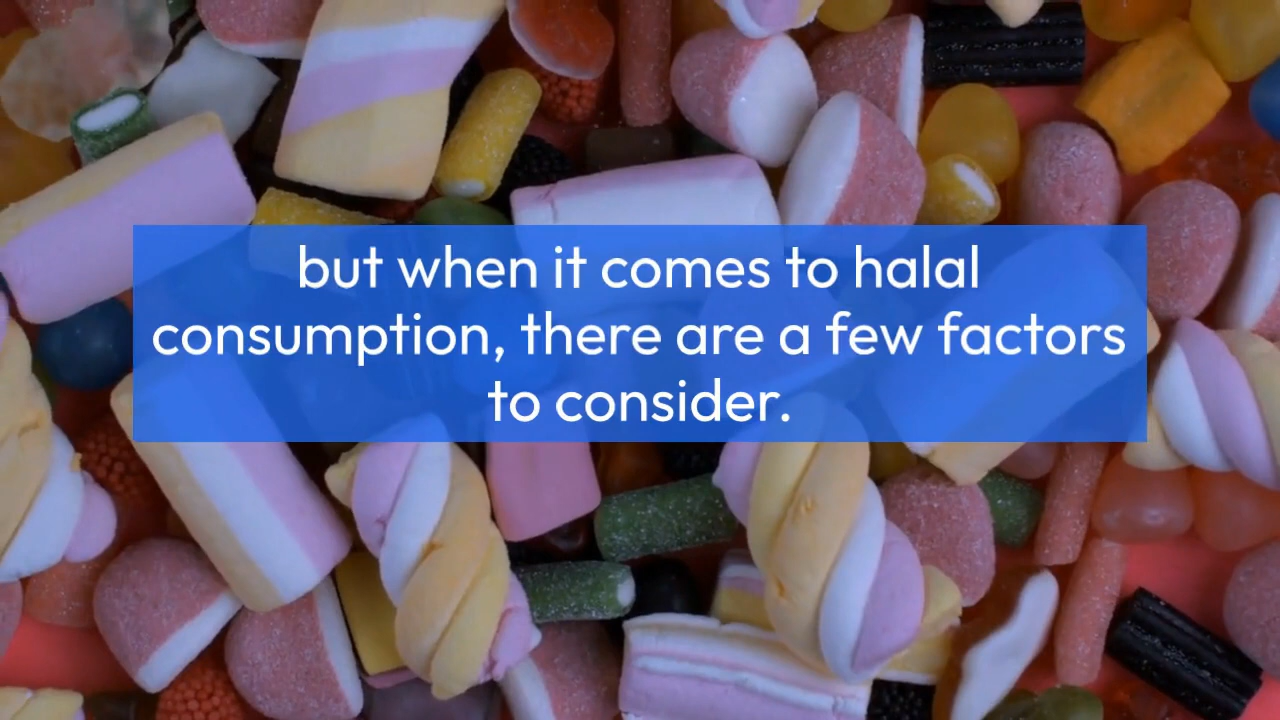 but when it comes to halal
consumption, there are a few factors
to consider.